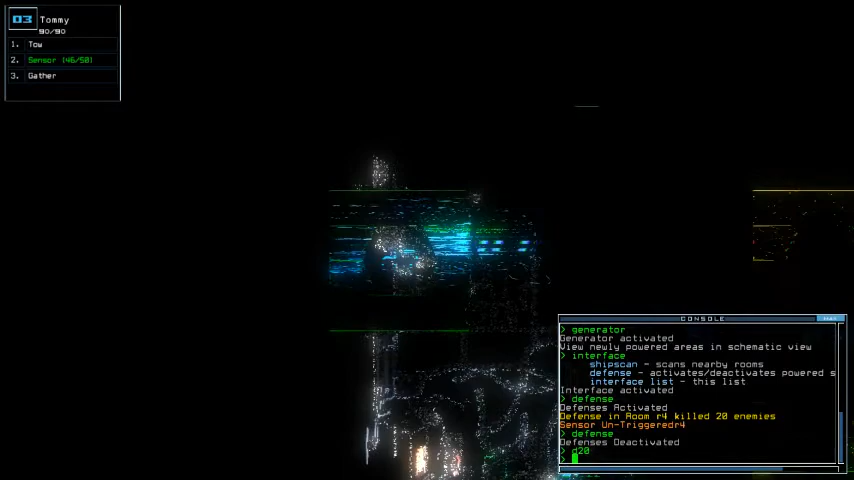 03 Tommy
90/90
1. Tow
2. Sensor (46/50)
3. Gather
CONSOLE
> generator
Generator activated
View newly powered areas in schematic view
> interface
shipscan - scans nearby rooms
defense - activates/deactivates powered s
interface list - this list
Interface activated
> defense
Defenses Activated
Defense in Room r4 killed 20 enemies
Sensor Un-Triggeredr4
> defense
Defenses Deactivated
> d20
>